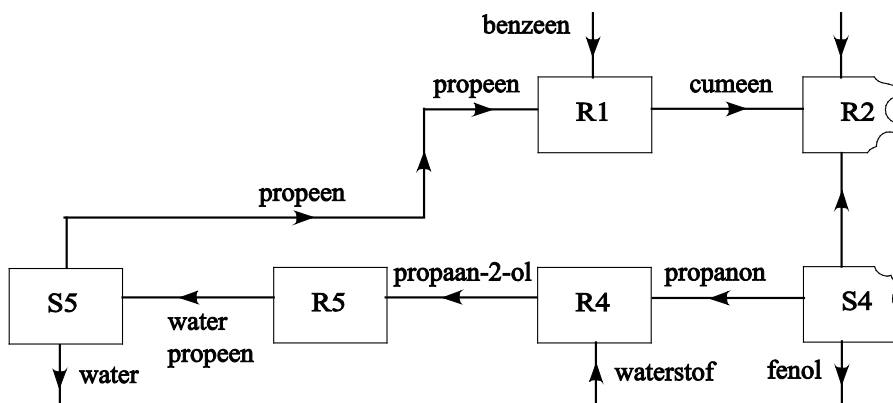 benzeen
propeen
cumeen
R1
R2
propeen
propaan-2-ol
propanon
S5
R5
R4
S4
water
propeen
water
waterstof
fenol